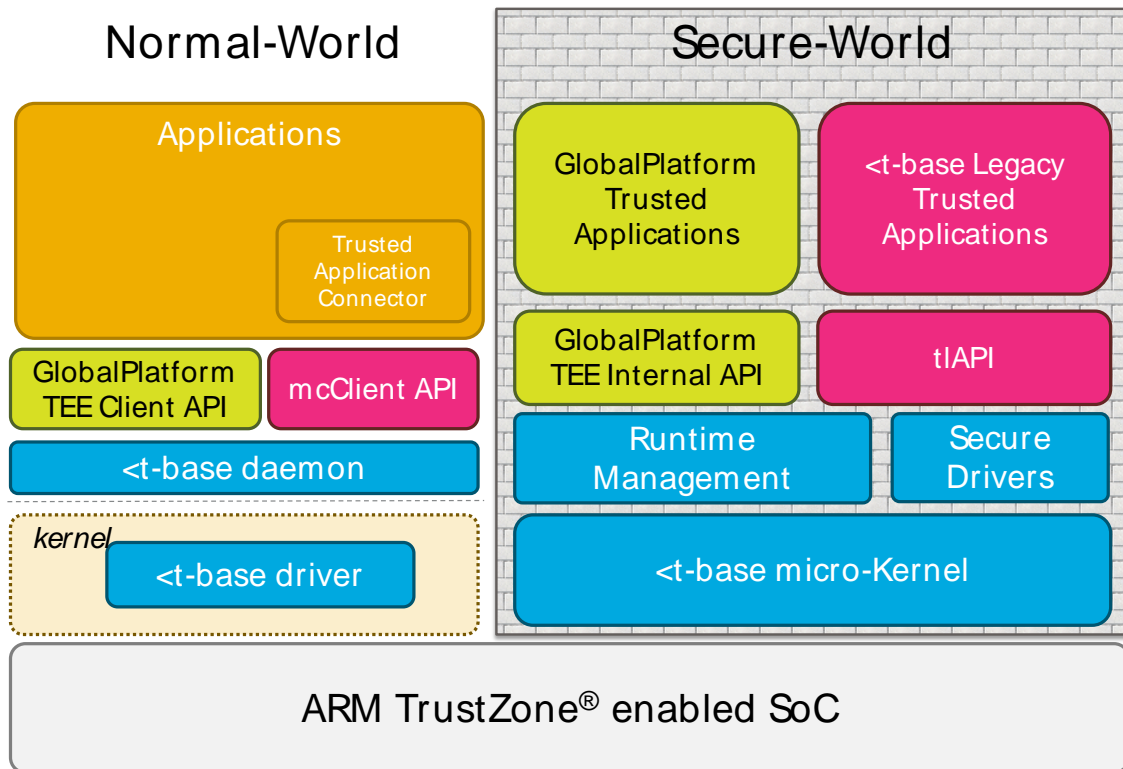 Normal-World
Secure-World
Applications
Trusted
Application
Connector
GlobalPlatform
Trusted
Applications
<t-base Legacy
Trusted
Applications
GlobalPlatform
TEE Client API
mcClient API
GlobalPlatform
TEE Internal API
tlAPI
<t-base daemon
Runtime
Management
Secure
Drivers
kernel
<t-base driver
<t-base micro-Kernel
ARM TrustZone® enabled SoC